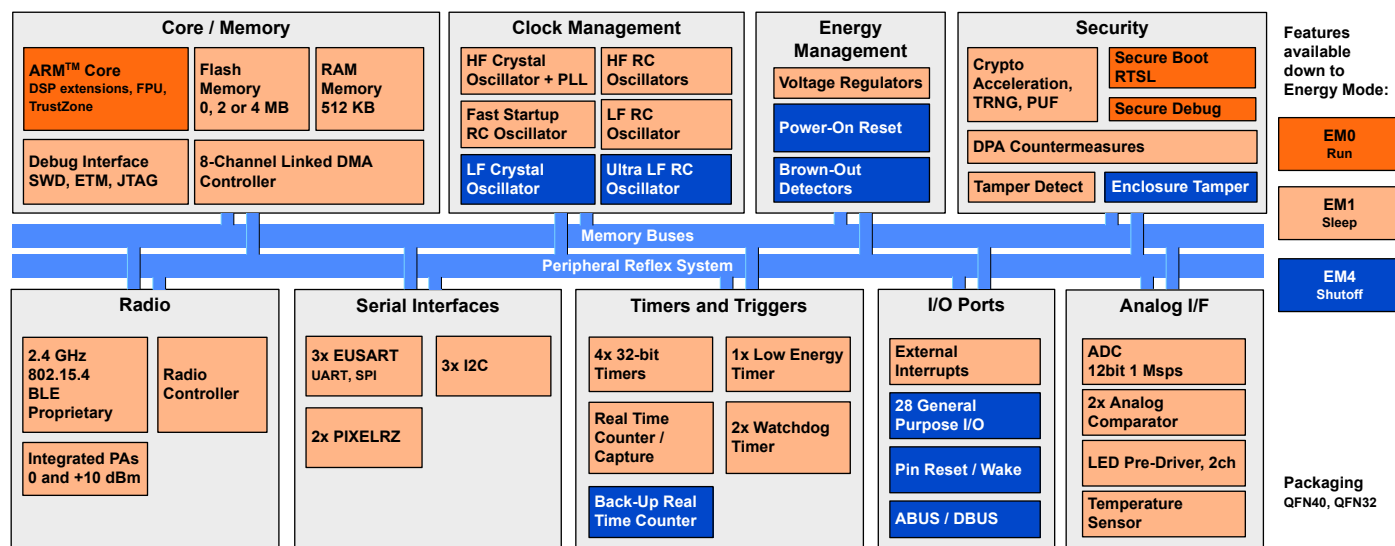 Core / Memory
ARM™ Core
DSP extensions, FPU,
TrustZone
Flash
Memory
0, 2 or 4 MB
RAM
Memory
512 KB
Debug Interface
SWD, ETM, JTAG
8-Channel Linked DMA
Controller
Clock Management
HF Crystal
Oscillator + PLL
HF RC
Oscillators
Fast Startup
RC Oscillator
LF RC
Oscillator
LF Crystal
Oscillator
Ultra LF RC
Oscillator
Energy
Management
Voltage Regulators
Power-On Reset
Brown-Out
Detectors
Security
Crypto
Acceleration,
TRNG, PUF
Secure Boot
RTSL
Secure Debug
DPA Countermeasures
Tamper Detect
Enclosure Tamper
Features
available
down to
Energy Mode:
EM0
Run
EM1
Sleep
EM4
Shutoff
Memory Buses
Peripheral Reflex System
Radio
2.4 GHz
802.15.4
BLE
Proprietary
Radio
Controller
Integrated PAs
0 and +10 dBm
Serial Interfaces
3x EUSART
UART, SPI
3x I2C
2x PIXELRZ
Timers and Triggers
4x 32-bit
Timers
1x Low Energy
Timer
Real Time
Counter /
Capture
2x Watchdog
Timer
Back-Up Real
Time Counter
I/O Ports
External
Interrupts
28 General
Purpose I/O
Pin Reset / Wake
ABUS / DBUS
Analog I/F
ADC
12bit 1 Msps
2x Analog
Comparator
LED Pre-Driver, 2ch
Temperature
Sensor
Packaging
QFN40, QFN32